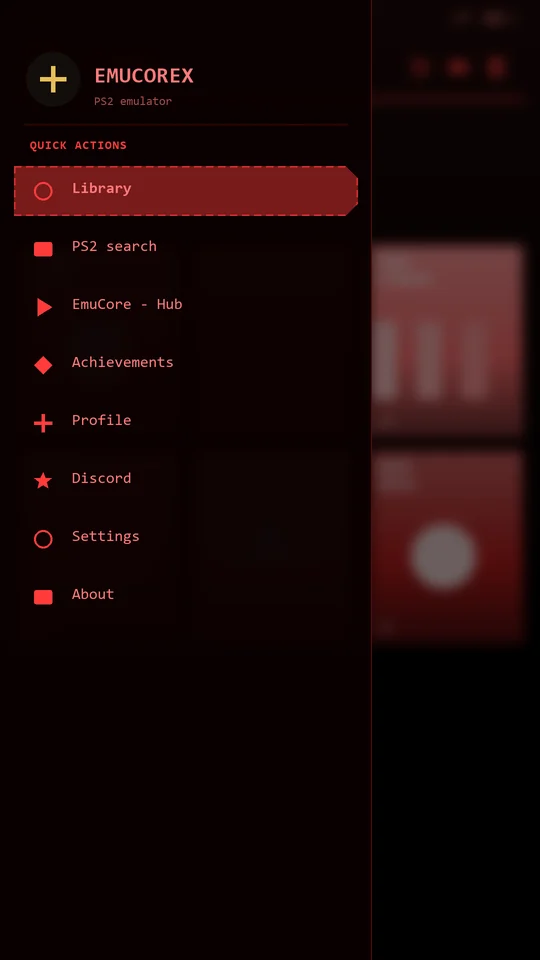 EMUCOREX
PS2 emulator
QUICK ACTIONS
Library
PS2 search
EmuCore - Hub
Achievements
Profile
Discord
Settings
About